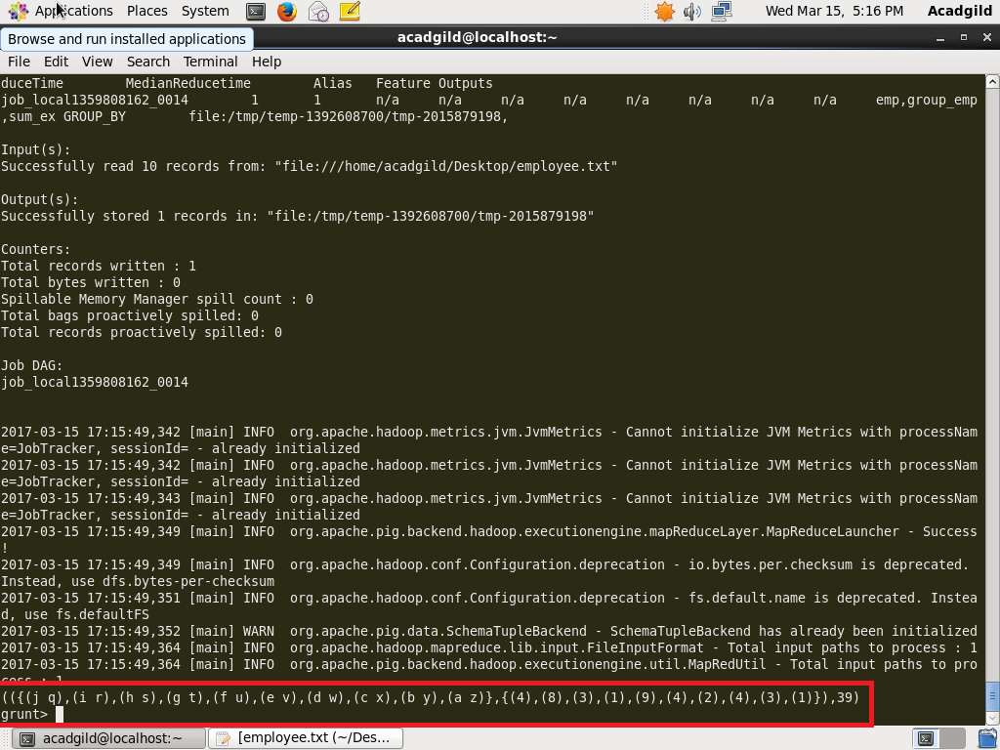 Applications Places System Wed Mar 15, 5:16 PM Acadgild
Browse and run installed applications
acadgild@localhost:~
File Edit View Search Terminal Help
duceTime MedianReducetime Alias Feature Outputs
job_local1359808162_0014 1 1 n/a n/a n/a n/a n/a n/a n/a n/a emp,group_emp
,sum_ex GROUP_BY file:/tmp/temp-1392608700/tmp-2015879198,
Input(s):
Successfully read 10 records from: "file:///home/acadgild/Desktop/employee.txt"
Output(s):
Successfully stored 1 records in: "file:/tmp/temp-1392608700/tmp-2015879198"
Counters:
Total records written : 1
Total bytes written : 0
Spillable Memory Manager spill count : 0
Total bags proactively spilled: 0
Total records proactively spilled: 0
Job DAG:
job_local1359808162_0014
2017-03-15 17:15:49,342 [main] INFO org.apache.hadoop.metrics.jvm.JvmMetrics - Cannot initialize JVM Metrics with processNam
e=JobTracker, sessionId= - already initialized
2017-03-15 17:15:49,342 [main] INFO org.apache.hadoop.metrics.jvm.JvmMetrics - Cannot initialize JVM Metrics with processNam
e=JobTracker, sessionId= - already initialized
2017-03-15 17:15:49,343 [main] INFO org.apache.hadoop.metrics.jvm.JvmMetrics - Cannot initialize JVM Metrics with processNam
e=JobTracker, sessionId= - already initialized
2017-03-15 17:15:49,349 [main] INFO org.apache.pig.backend.hadoop.executionengine.mapReduceLayer.MapReduceLauncher - Success
!
2017-03-15 17:15:49,349 [main] INFO org.apache.hadoop.conf.Configuration.deprecation - io.bytes.per.checksum is deprecated.
Instead, use dfs.bytes-per-checksum
2017-03-15 17:15:49,351 [main] INFO org.apache.hadoop.conf.Configuration.deprecation - fs.default.name is deprecated. Instea
d, use fs.defaultFS
2017-03-15 17:15:49,352 [main] WARN org.apache.pig.data.SchemaTupleBackend - SchemaTupleBackend has already been initialized
2017-03-15 17:15:49,364 [main] INFO org.apache.hadoop.mapreduce.lib.input.FileInputFormat - Total input paths to process : 1
2017-03-15 17:15:49,364 [main] INFO org.apache.pig.backend.hadoop.executionengine.util.MapRedUtil - Total input paths to pro
cess : 1
(({(j q),(i r),(h s),(g t),(f u),(e v),(d w),(c x),(b y),(a z)},{(4),(8),(3),(1),(9),(4),(2),(4),(3),(1)}),39)
grunt>
acadgild@localhost:~ [employee.txt (~/Des...